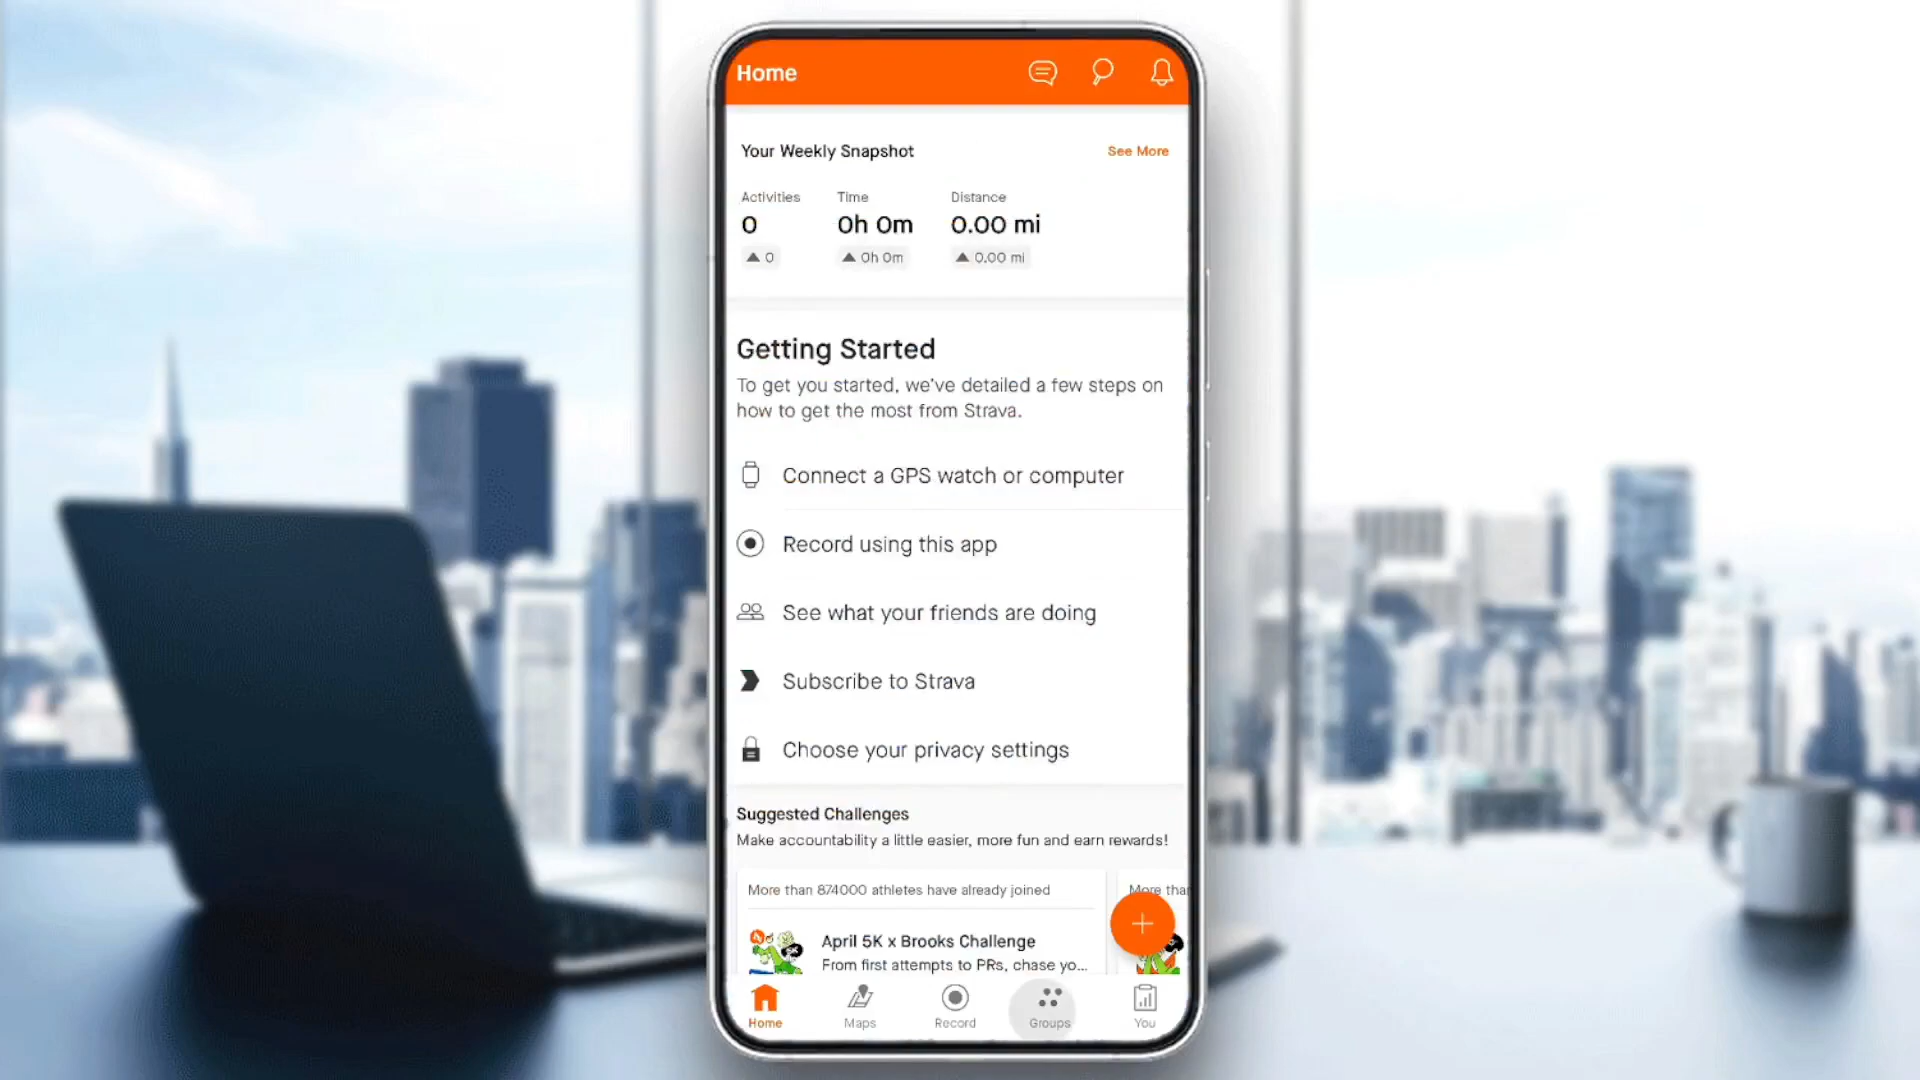 Home
Your Weekly Snapshot See More
Activities Time Distance
0 0h 0m 0.00 mi
0 0h 0m 0.00 mi
Getting Started
To get you started, we've detailed a few steps on
how to get the most from Strava.
Connect a GPS watch or computer
Record using this app
See what your friends are doing
Subscribe to Strava
Choose your privacy settings
Suggested Challenges
Make accountability a little easier, more fun and earn rewards!
More than 874000 athletes have already joined More than
April 5K x Brooks Challenge
From first attempts to PRs, chase yo...
Home Maps Record Groups You